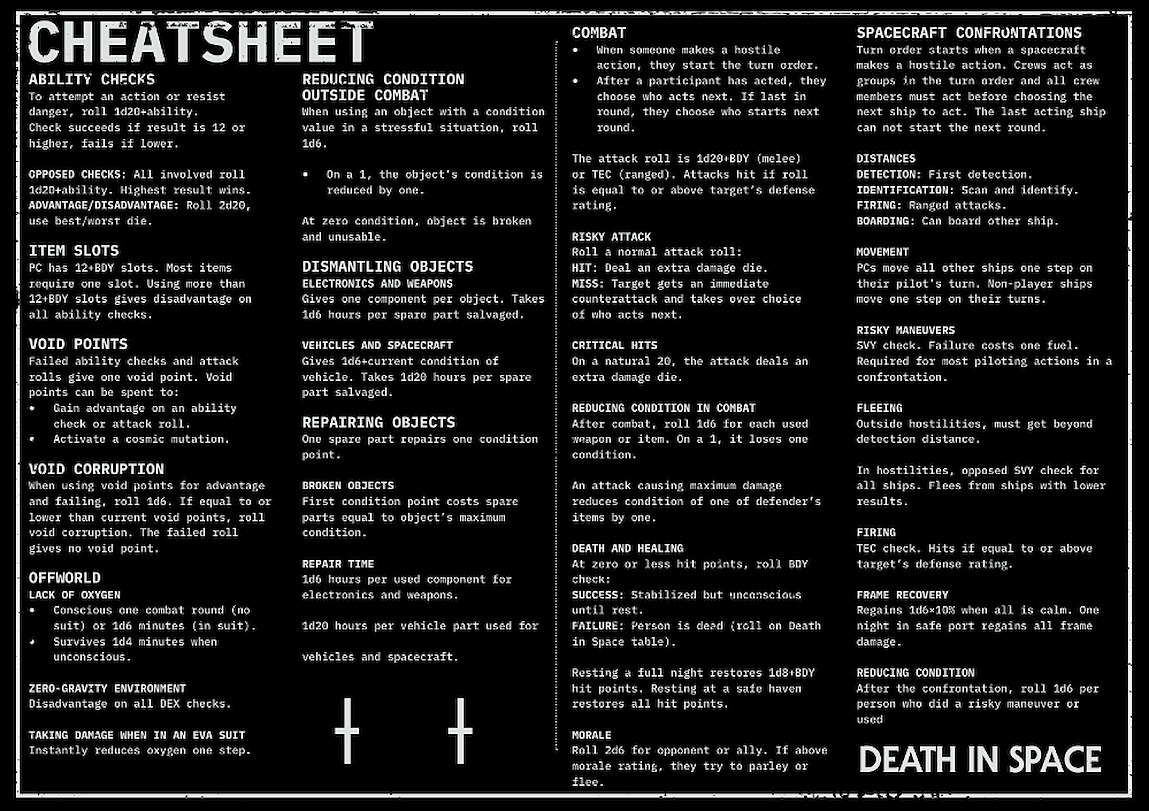 CHEATSHEET
ABILITY CHECKS
To attempt an action or resist
danger, roll 1d20+ability.
Check succeeds if result is 12 or
higher, fails if lower.
OPPOSED CHECKS: All involved roll
1d20+ability. Highest result wins.
ADVANTAGE/DISADVANTAGE: Roll 2d20,
use best/worst die.
ITEM SLOTS
PC has 12+BDY slots. Most items
require one slot. Using more than
12+BDY slots gives disadvantage on
all ability checks.
VOID POINTS
Failed ability checks and attack
rolls give one void point. Void
points can be spent to:
• Gain advantage on an ability
check or attack roll.
• Activate a cosmic mutation.
VOID CORRUPTION
When using void points for advantage
and failing, roll 1d6. If equal to or
lower than current void points, roll
void corruption. The failed roll
gives no void point.
OFFWORLD
LACK OF OXYGEN
• Conscious one combat round (no
suit) or 1d6 minutes (in suit).
• Survives 1d4 minutes when
unconscious.
ZERO-GRAVITY ENVIRONMENT
Disadvantage on all DEX checks.
TAKING DAMAGE WHEN IN AN EVA SUIT
Instantly reduces oxygen one step.
REDUCING CONDITION
OUTSIDE COMBAT
When using an object with a condition
value in a stressful situation, roll
1d6.
• On a 1, the object's condition is
reduced by one.
At zero condition, object is broken
and unusable.
DISMANTLING OBJECTS
ELECTRONICS AND WEAPONS
Gives one component per object. Takes
1d6 hours per spare part salvaged.
VEHICLES AND SPACECRAFT
Gives 1d6+current condition of
vehicle. Takes 1d20 hours per spare
part salvaged.
REPAIRING OBJECTS
One spare part repairs one condition
point.
BROKEN OBJECTS
First condition point costs spare
parts equal to object's maximum
condition.
REPAIR TIME
1d6 hours per used component for
electronics and weapons.
1d20 hours per vehicle part used for
vehicles and spacecraft.
COMBAT
• When someone makes a hostile
action, they start the turn order.
• After a participant has acted, they
choose who acts next. If last in
round, they choose who starts next
round.
The attack roll is 1d20+BDY (melee)
or TEC (ranged). Attacks hit if roll
is equal to or above target's defense
rating.
RISKY ATTACK
Roll a normal attack roll:
HIT: Deal an extra damage die.
MISS: Target gets an immediate
counterattack and takes over choice
of who acts next.
CRITICAL HITS
On a natural 20, the attack deals an
extra damage die.
REDUCING CONDITION IN COMBAT
After combat, roll 1d6 for each used
weapon or item. On a 1, it loses one
condition.
An attack causing maximum damage
reduces condition of one of defender's
items by one.
DEATH AND HEALING
At zero or less hit points, roll BDY
check:
SUCCESS: Stabilized but unconscious
until rest.
FAILURE: Person is dead (roll on Death
in Space table).
Resting a full night restores 1d8+BDY
hit points. Resting at a safe haven
restores all hit points.
MORALE
Roll 2d6 for opponent or ally. If above
morale rating, they try to parley or
flee.
SPACECRAFT CONFRONTATIONS
Turn order starts when a spacecraft
makes a hostile action. Crews act as
groups in the turn order and all crew
members must act before choosing the
next ship to act. The last acting ship
can not start the next round.
DISTANCES
DETECTION: First detection.
IDENTIFICATION: Scan and identify.
FIRING: Ranged attacks.
BOARDING: Can board other ship.
MOVEMENT
PCs move all other ships one step on
their pilot's turn. Non-player ships
move one step on their turns.
RISKY MANEUVERS
SVY check. Failure costs one fuel.
Required for most piloting actions in a
confrontation.
FLEEING
Outside hostilities, must get beyond
detection distance.
In hostilities, opposed SVY check for
all ships. Flees from ships with lower
results.
FIRING
TEC check. Hits if equal to or above
target's defense rating.
FRAME RECOVERY
Regains 1d6×10% when all is calm. One
night in safe port regains all frame
damage.
REDUCING CONDITION
After the confrontation, roll 1d6 per
person who did a risky maneuver or
used
DEATH IN SPACE